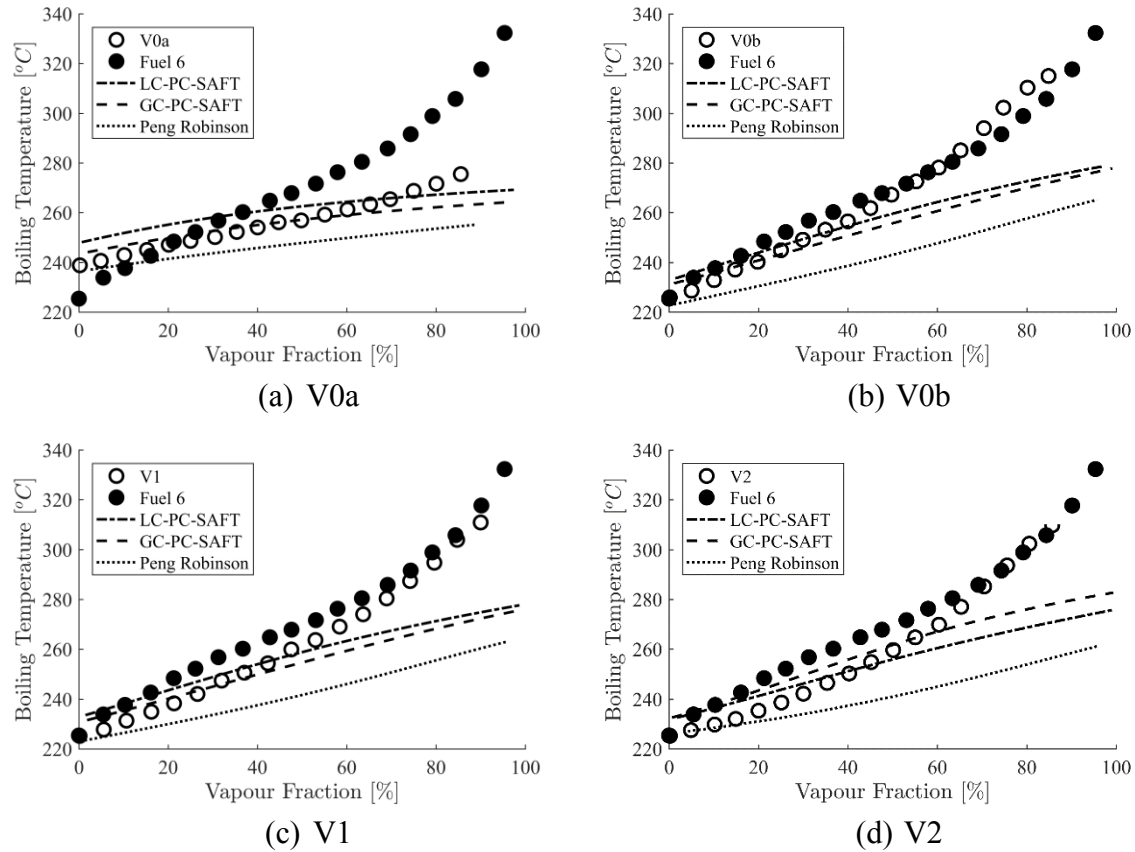 340
320
300
280
260
240
220
Boiling Temperature [°C]
V0a
Fuel 6
LC-PC-SAFT
GC-PC-SAFT
Peng Robinson
0 20 40 60 80 100
Vapour Fraction [%]
(a) V0a
340
320
300
280
260
240
220
Boiling Temperature [°C]
V0b
Fuel 6
LC-PC-SAFT
GC-PC-SAFT
Peng Robinson
0 20 40 60 80 100
Vapour Fraction [%]
(b) V0b
340
320
300
280
260
240
220
Boiling Temperature [°C]
V1
Fuel 6
LC-PC-SAFT
GC-PC-SAFT
Peng Robinson
0 20 40 60 80 100
Vapour Fraction [%]
(c) V1
340
320
300
280
260
240
220
Boiling Temperature [°C]
V2
Fuel 6
LC-PC-SAFT
GC-PC-SAFT
Peng Robinson
0 20 40 60 80 100
Vapour Fraction [%]
(d) V2